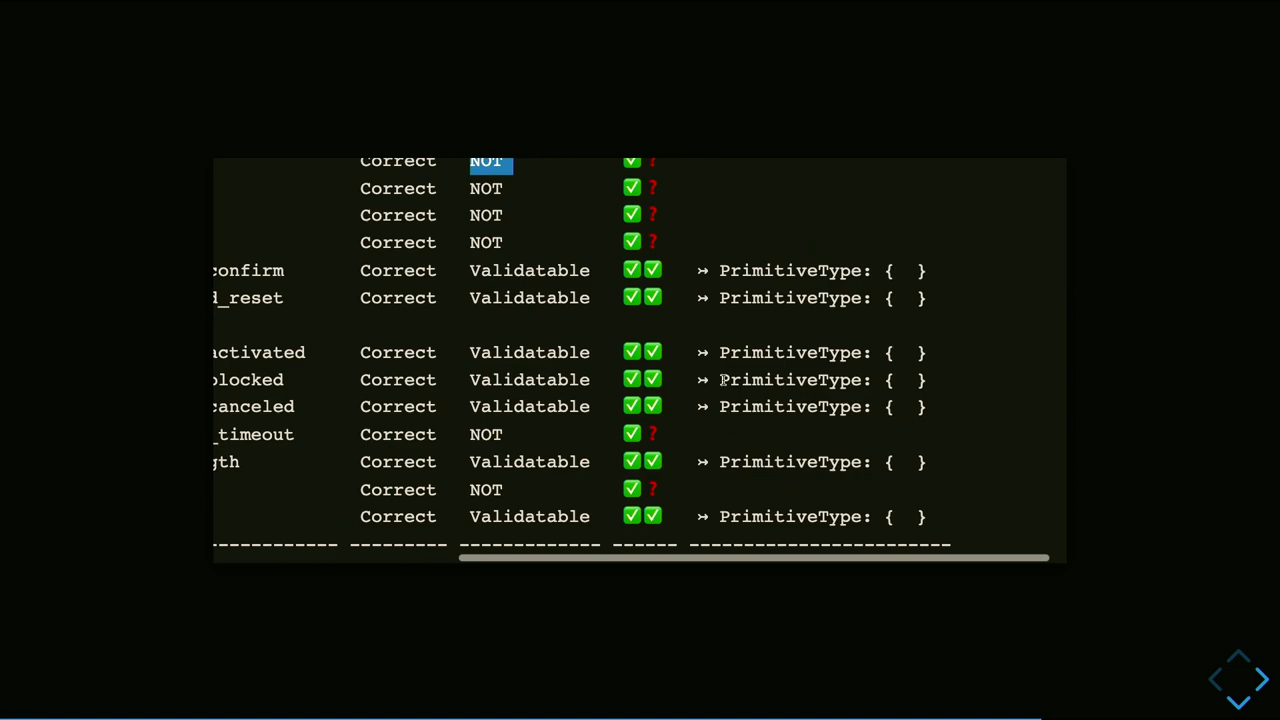 Correct NOT ✅❓
Correct NOT ✅❓
Correct NOT ✅❓
Correct NOT ✅❓
confirm Correct Validatable ✅✅ ↣ PrimitiveType: { }
d_reset Correct Validatable ✅✅ ↣ PrimitiveType: { }
activated Correct Validatable ✅✅ ↣ PrimitiveType: { }
blocked Correct Validatable ✅✅ ↣ PrimitiveType: { }
canceled Correct Validatable ✅✅ ↣ PrimitiveType: { }
_timeout Correct NOT ✅❓
gth Correct Validatable ✅✅ ↣ PrimitiveType: { }
Correct NOT ✅❓
Correct Validatable ✅✅ ↣ PrimitiveType: { }
------------ --------- ------------- ------ ------------------------